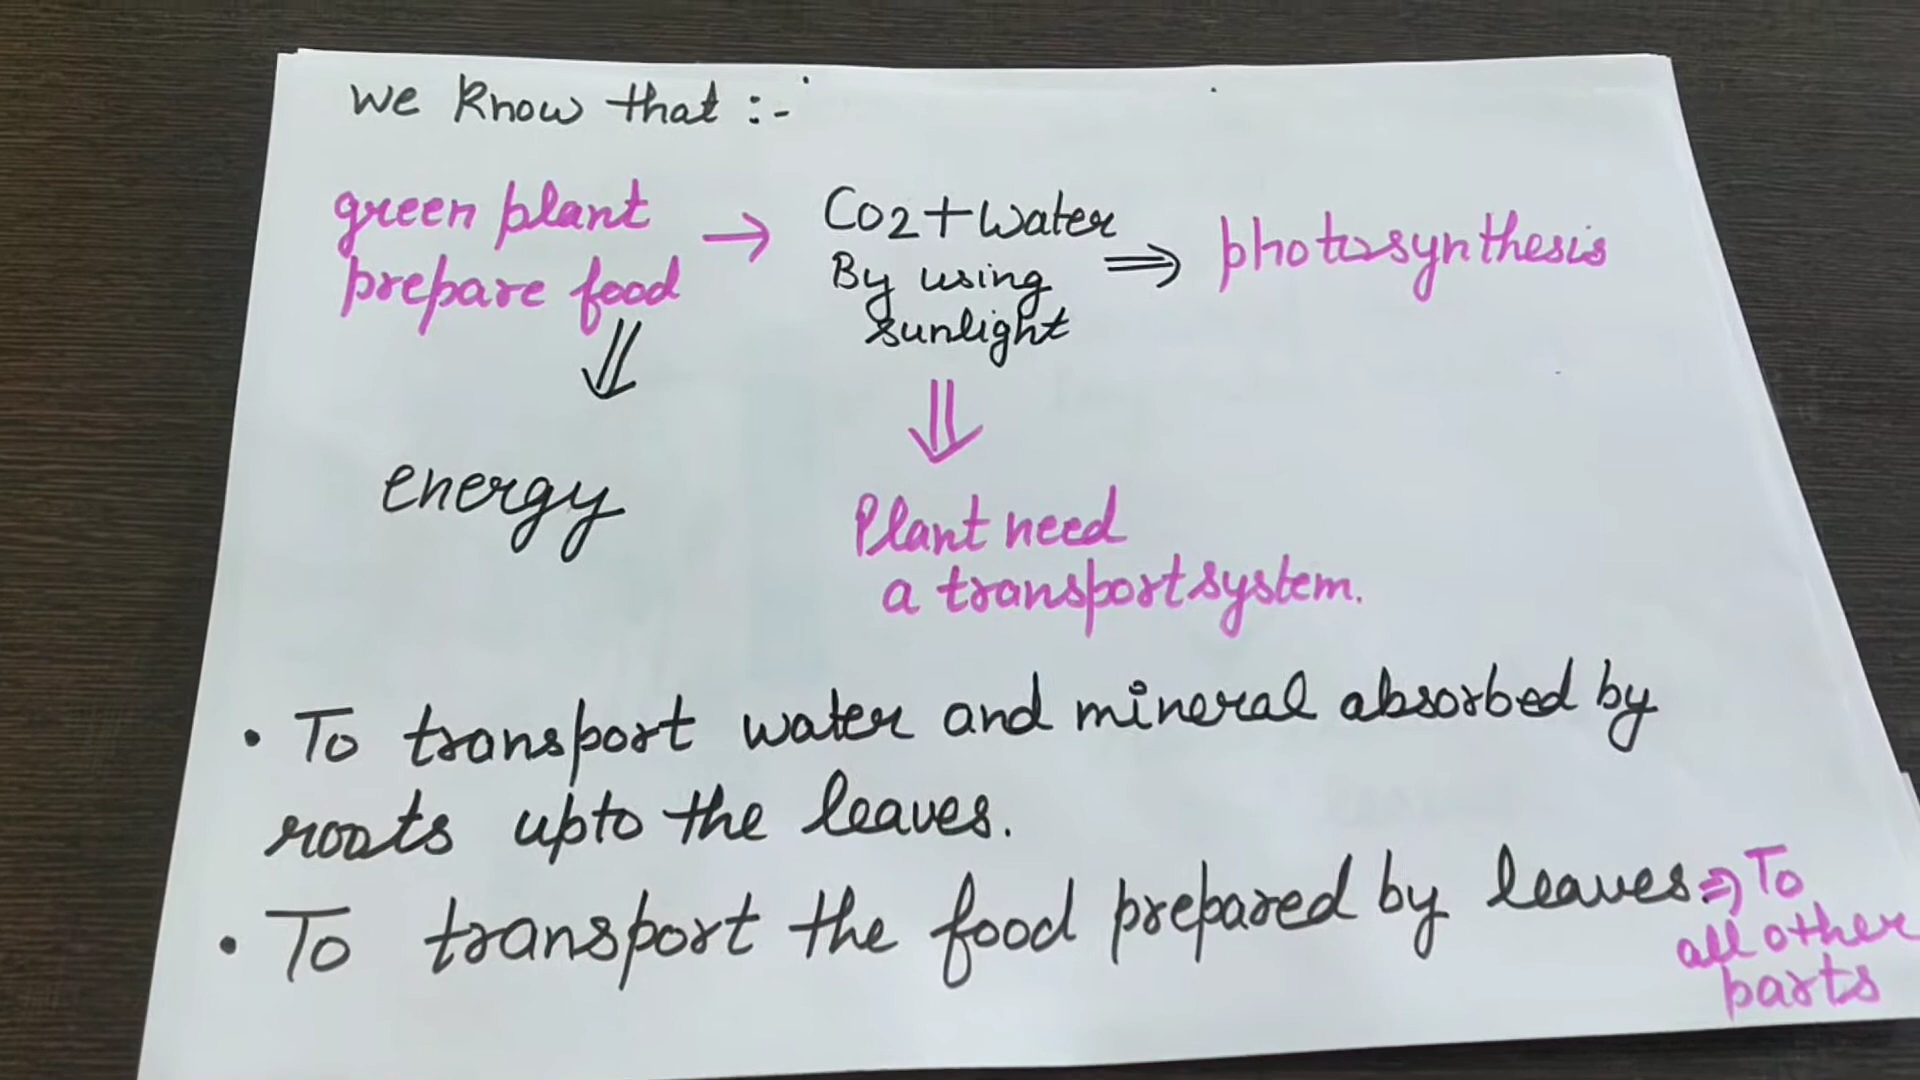 we know that :-
green plant
prepare food
→ CO2+Water
By using
sunlight
⇒ photosynthesis
⇓
energy
⇓
Plant need
a transport system.
• To transport water and mineral absorbed by
roots upto the leaves.
• To transport the food prepared by leaves ⇒ To
all other
parts